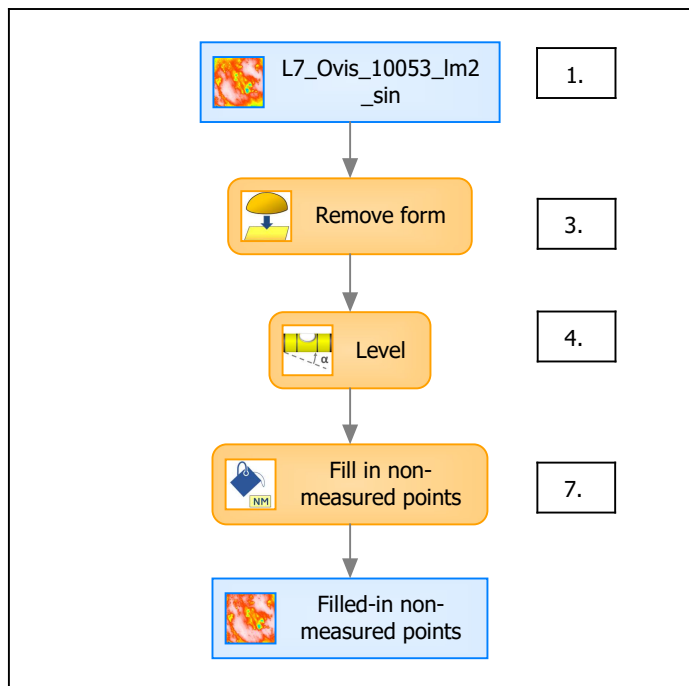 L7_Ovis_10053_lm2
_sin
1.
Remove form
3.
α
Level
4.
Fill in non-
measured points
NM
7.
Filled-in non-
measured points